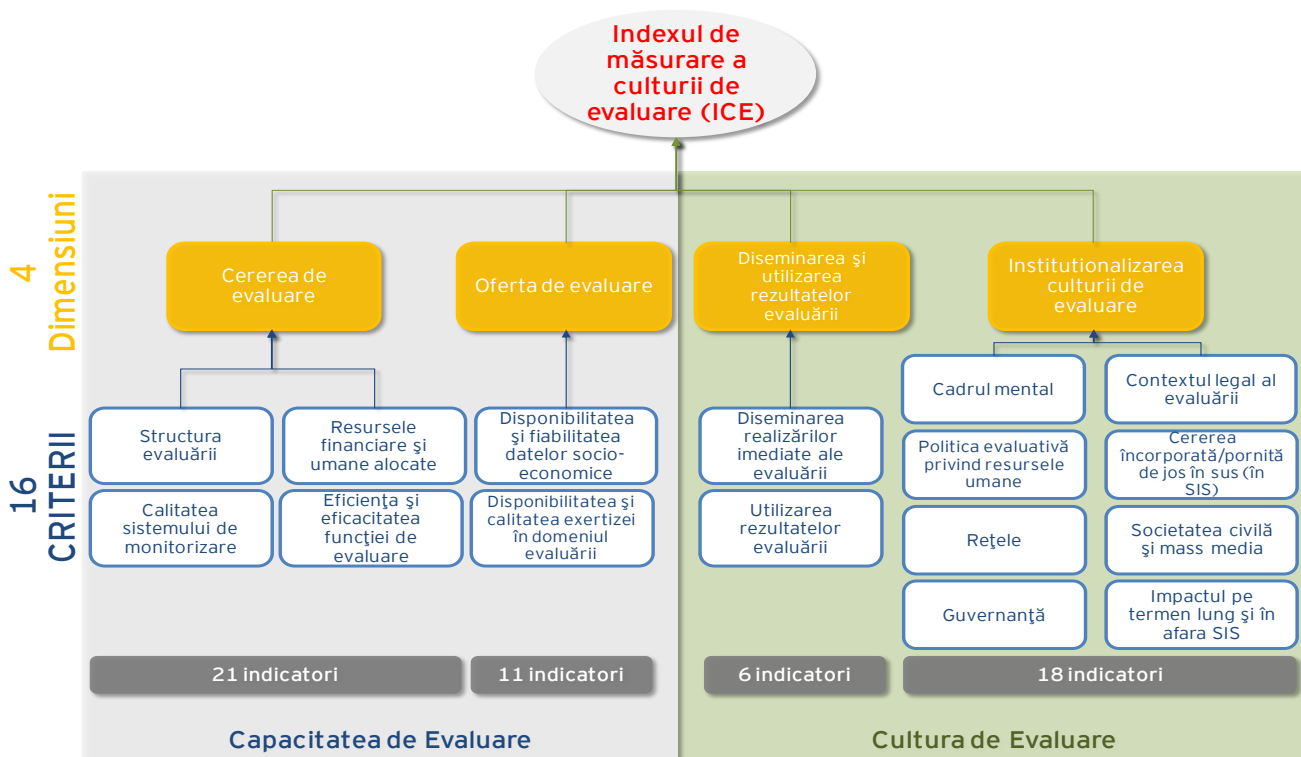 Indexul de
măsurare a
culturii de
evaluare (ICE)
4
Dimensiuni
Cererea de
evaluare
Oferta de evaluare
Diseminarea şi
utilizarea
rezultatelor
evaluării
Institutionalizarea
culturii de
evaluare
16
CRITERII
Structura
evaluării
Resursele
financiare şi
umane alocate
Calitatea
sistemului de
monitorizare
Eficienţa şi
eficacitatea
funcţiei de
evaluare
Disponibilitatea
şi fiabilitatea
datelor socio-
economice
Disponibilitatea şi
calitatea exertizei
în domeniul
evaluării
Diseminarea
realizărilor
imediate ale
evaluării
Utilizarea
rezultatelor
evaluării
Cadrul mental
Contextul legal al
evaluării
Politica evaluativă
privind resursele
umane
Cererea
încorporată/pornită
de jos în sus (în
SIS)
Reţele
Societatea civilă
şi mass media
Guvernanţă
Impactul pe
termen lung şi în
afara SIS
21 indicatori
11 indicatori
6 indicatori
18 indicatori
Capacitatea de Evaluare
Cultura de Evaluare